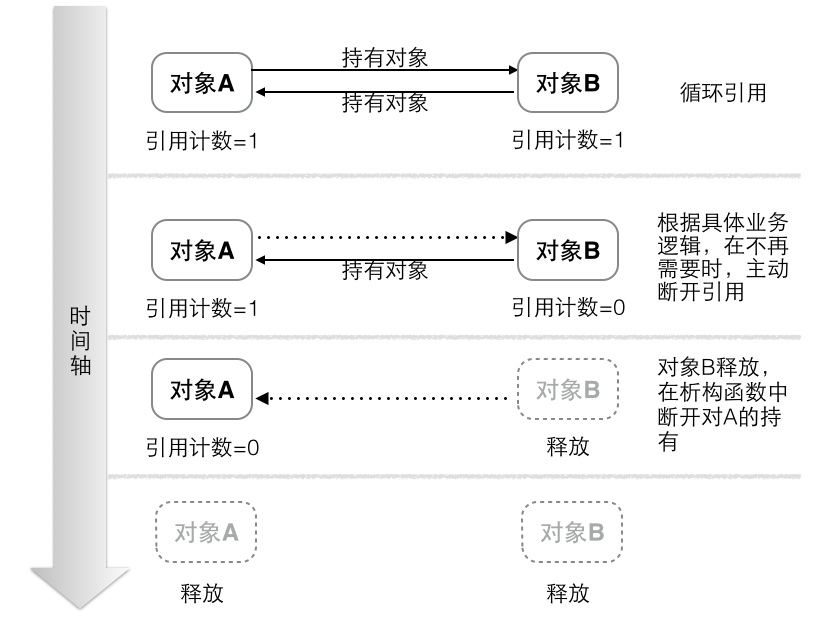 持有对象
对象A
对象B
持有对象
循环引用
引用计数=1
引用计数=1
对象A
对象B
持有对象
根据具体业务
逻辑，在不再
需要时，主动
断开引用
引用计数=1
引用计数=0
时
间
轴
对象A
对象B
对象B释放，
在析构函数中
断开对A的持
有
引用计数=0
释放
对象A
对象B
释放
释放